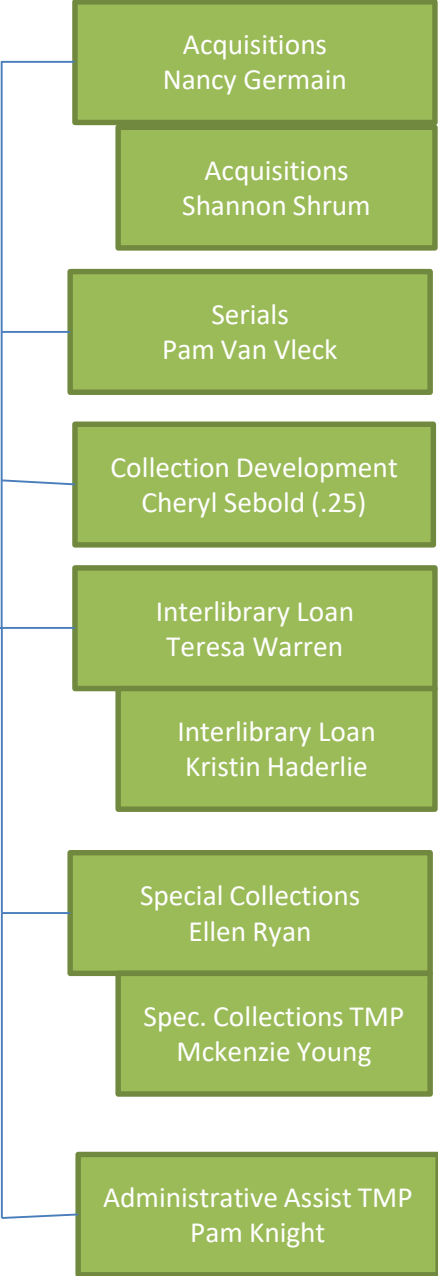 Acquisitions
Nancy Germain
Acquisitions
Shannon Shrum
Serials
Pam Van Vleck
Collection Development
Cheryl Sebold (.25)
Interlibrary Loan
Teresa Warren
Interlibrary Loan
Kristin Haderlie
Special Collections
Ellen Ryan
Spec. Collections TMP
Mckenzie Young
Administrative Assist TMP
Pam Knight